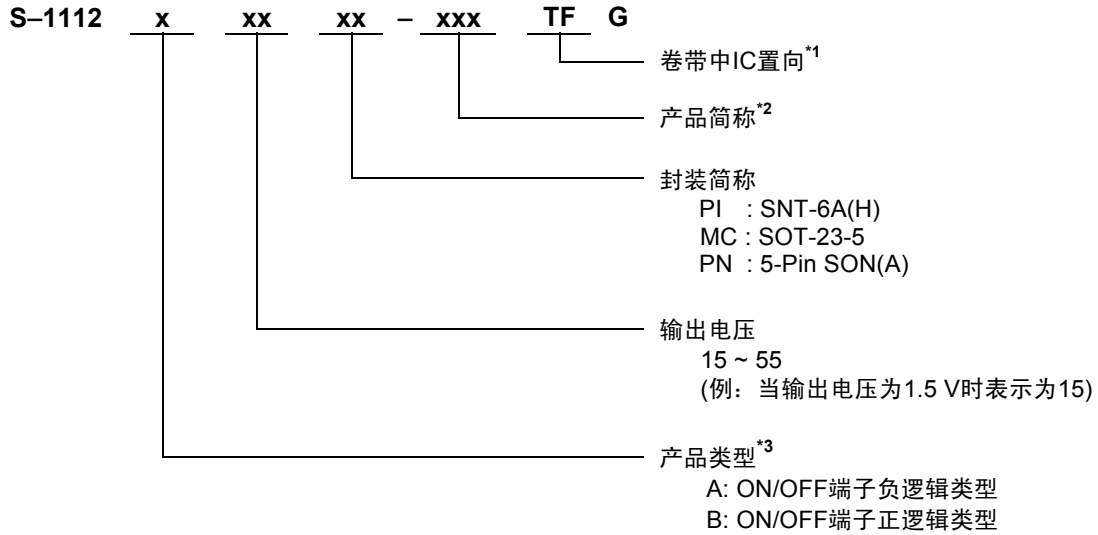 S–1112 x xx xx – xxx TF G
卷带中IC置向*1
产品简称*2
封装简称
PI : SNT-6A(H)
MC : SOT-23-5
PN : 5-Pin SON(A)
输出电压
15 ~ 55
(例：当输出电压为1.5 V时表示为15)
产品类型*3
A: ON/OFF端子负逻辑类型
B: ON/OFF端子正逻辑类型